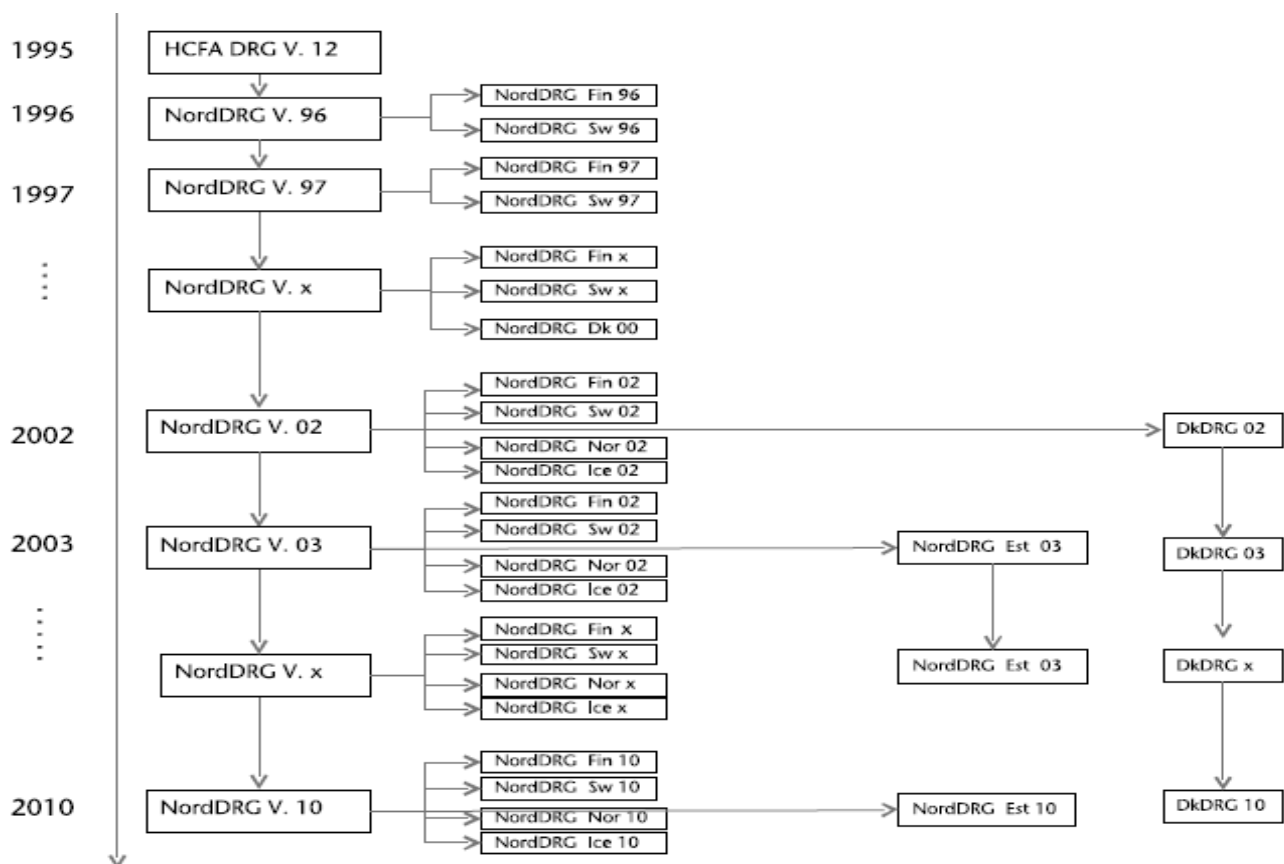 1995
HCFA DRG V. 12
1996
NordDRG V. 96
NordDRG Fin 96
NordDRG Sw 96
1997
NordDRG V. 97
NordDRG Fin 97
NordDRG Sw 97
....
NordDRG V. x
NordDRG Fin x
NordDRG Sw x
NordDRG Dk 00
2002
NordDRG V. 02
NordDRG Fin 02
NordDRG Sw 02
NordDRG Nor 02
NordDRG Ice 02
DkDRG 02
2003
NordDRG V. 03
NordDRG Fin 02
NordDRG Sw 02
NordDRG Nor 02
NordDRG Ice 02
NordDRG Est 03
DkDRG 03
.....
NordDRG V. x
NordDRG Fin x
NordDRG Sw x
NordDRG Nor x
NordDRG Ice x
NordDRG Est 03
DkDRG x
2010
NordDRG V. 10
NordDRG Fin 10
NordDRG Sw 10
NordDRG Nor 10
NordDRG Ice 10
NordDRG Est 10
DkDRG 10